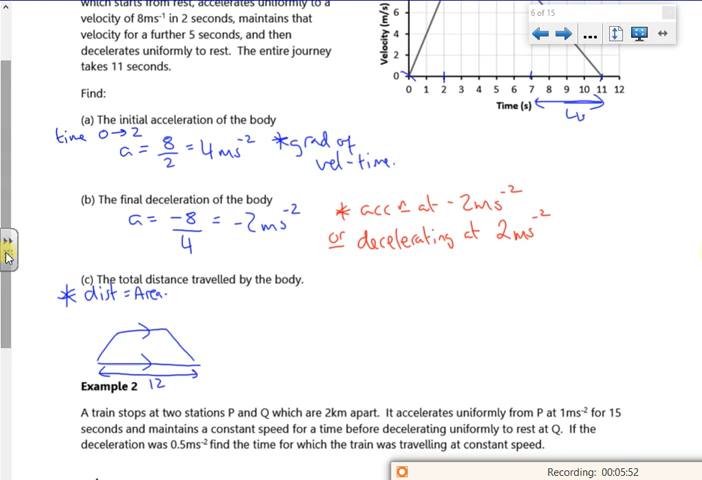 which starts from rest, accelerates uniformly to a
velocity of 8ms⁻¹ in 2 seconds, maintains that
velocity for a further 5 seconds, and then
decelerates uniformly to rest. The entire journey
takes 11 seconds.
Velocity (m/s)
6
4
2
0
0 1 2 3 4 5 6 7 8 9 10 11 12
Time (s)
4
6 of 15
...
Find:
(a) The initial acceleration of the body
time 0→2
a = 8/2 = 4ms⁻² *grad of
vel-time.
(b) The final deceleration of the body
a = -8/4 = -2ms⁻²
* accⁿ at -2ms⁻²
or decelerating at 2ms⁻²
(c) The total distance travelled by the body.
* dist = Area.
12
Example 2
A train stops at two stations P and Q which are 2km apart. It accelerates uniformly from P at 1ms⁻² for 15
seconds and maintains a constant speed for a time before decelerating uniformly to rest at Q. If the
deceleration was 0.5ms⁻² find the time for which the train was travelling at constant speed.
Recording: 00:05:52